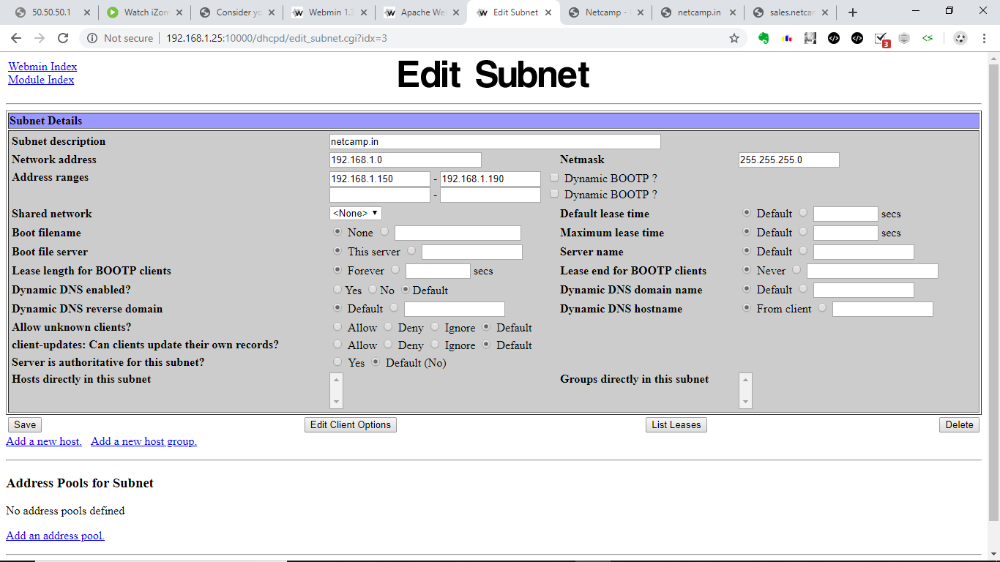 50.50.50.1
Watch iZom
Consider yo
Webmin 1.3
Apache We
Edit Subnet
Netcamp -
netcamp.in
sales.netcam
Not secure | 192.168.1.25:10000/dhcpd/edit_subnet.cgi?idx=3
3
Webmin Index
Module Index
Edit Subnet
Subnet Details
Subnet description netcamp.in
Network address 192.168.1.0 Netmask 255.255.255.0
Address ranges 192.168.1.150 - 192.168.1.190 Dynamic BOOTP ?
- Dynamic BOOTP ?
Shared network <None> Default lease time Default secs
Boot filename None Maximum lease time Default secs
Boot file server This server Server name Default
Lease length for BOOTP clients Forever secs Lease end for BOOTP clients Never
Dynamic DNS enabled? Yes No Default Dynamic DNS domain name Default
Dynamic DNS reverse domain Default Dynamic DNS hostname From client
Allow unknown clients? Allow Deny Ignore Default
client-updates: Can clients update their own records? Allow Deny Ignore Default
Server is authoritative for this subnet? Yes Default (No)
Hosts directly in this subnet Groups directly in this subnet
Save Edit Client Options List Leases Delete
Add a new host. Add a new host group.
Address Pools for Subnet
No address pools defined
Add an address pool.